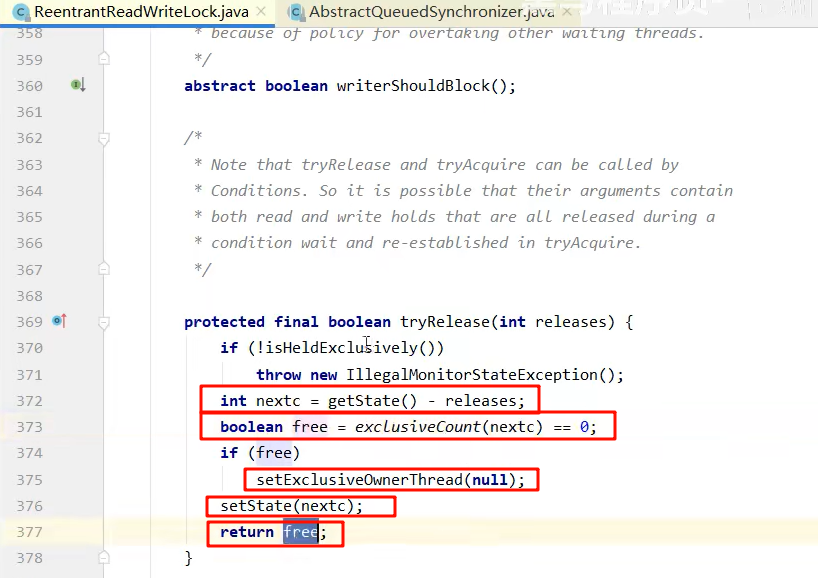 ReentrantReadWriteLock.java × AbstractQueuedSynchronizer.java ×
358 * because of policy for overtaking other waiting threads.
359 */
360 abstract boolean writerShouldBlock();
361
362 /*
363 * Note that tryRelease and tryAcquire can be called by
364 * Conditions. So it is possible that their arguments contain
365 * both read and write holds that are all released during a
366 * condition wait and re-established in tryAcquire.
367 */
368
369 protected final boolean tryRelease(int releases) {
370 if (!isHeldExclusively())
371 throw new IllegalMonitorStateException();
372 int nextc = getState() - releases;
373 boolean free = exclusiveCount(nextc) == 0;
374 if (free)
375 setExclusiveOwnerThread(null);
376 setState(nextc);
377 return free;
378 }